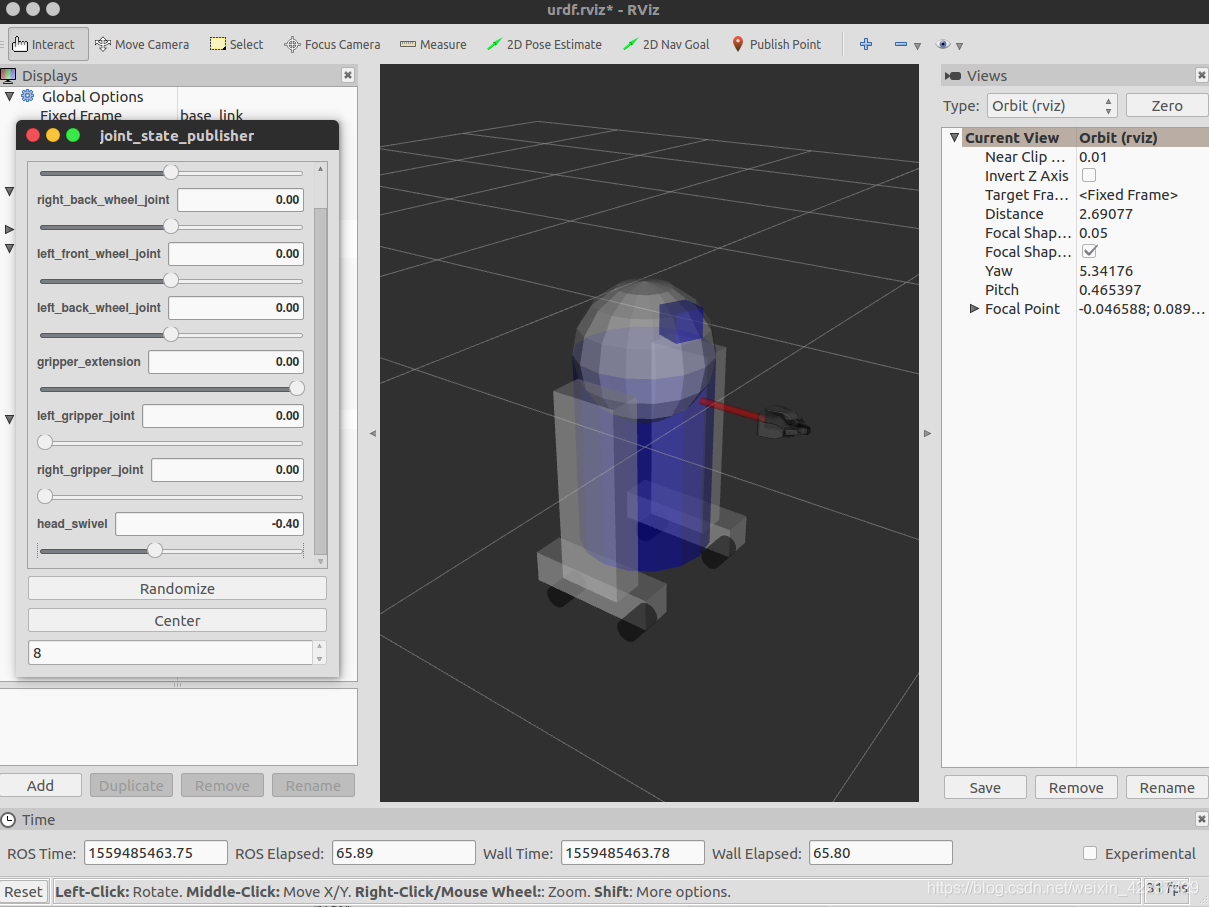 urdf.rviz* - RViz
Interact Move Camera Select Focus Camera Measure 2D Pose Estimate 2D Nav Goal Publish Point
Displays
Global Options
Fixed Frame base_link
joint_state_publisher
right_back_wheel_joint 0.00
left_front_wheel_joint 0.00
left_back_wheel_joint 0.00
gripper_extension 0.00
left_gripper_joint 0.00
right_gripper_joint 0.00
head_swivel -0.40
Randomize
Center
8
Add Duplicate Remove Rename
Views
Type: Orbit (rviz) Zero
Current View Orbit (rviz)
Near Clip ... 0.01
Invert Z Axis
Target Fra... <Fixed Frame>
Distance 2.69077
Focal Shap... 0.05
Focal Shap...
Yaw 5.34176
Pitch 0.465397
Focal Point -0.046588; 0.089...
Save Remove Rename
Time
ROS Time: 1559485463.75 ROS Elapsed: 65.89 Wall Time: 1559485463.78 Wall Elapsed: 65.80 Experimental
Reset Left-Click: Rotate. Middle-Click: Move X/Y. Right-Click/Mouse Wheel:: Zoom. Shift: More options. 31 fps